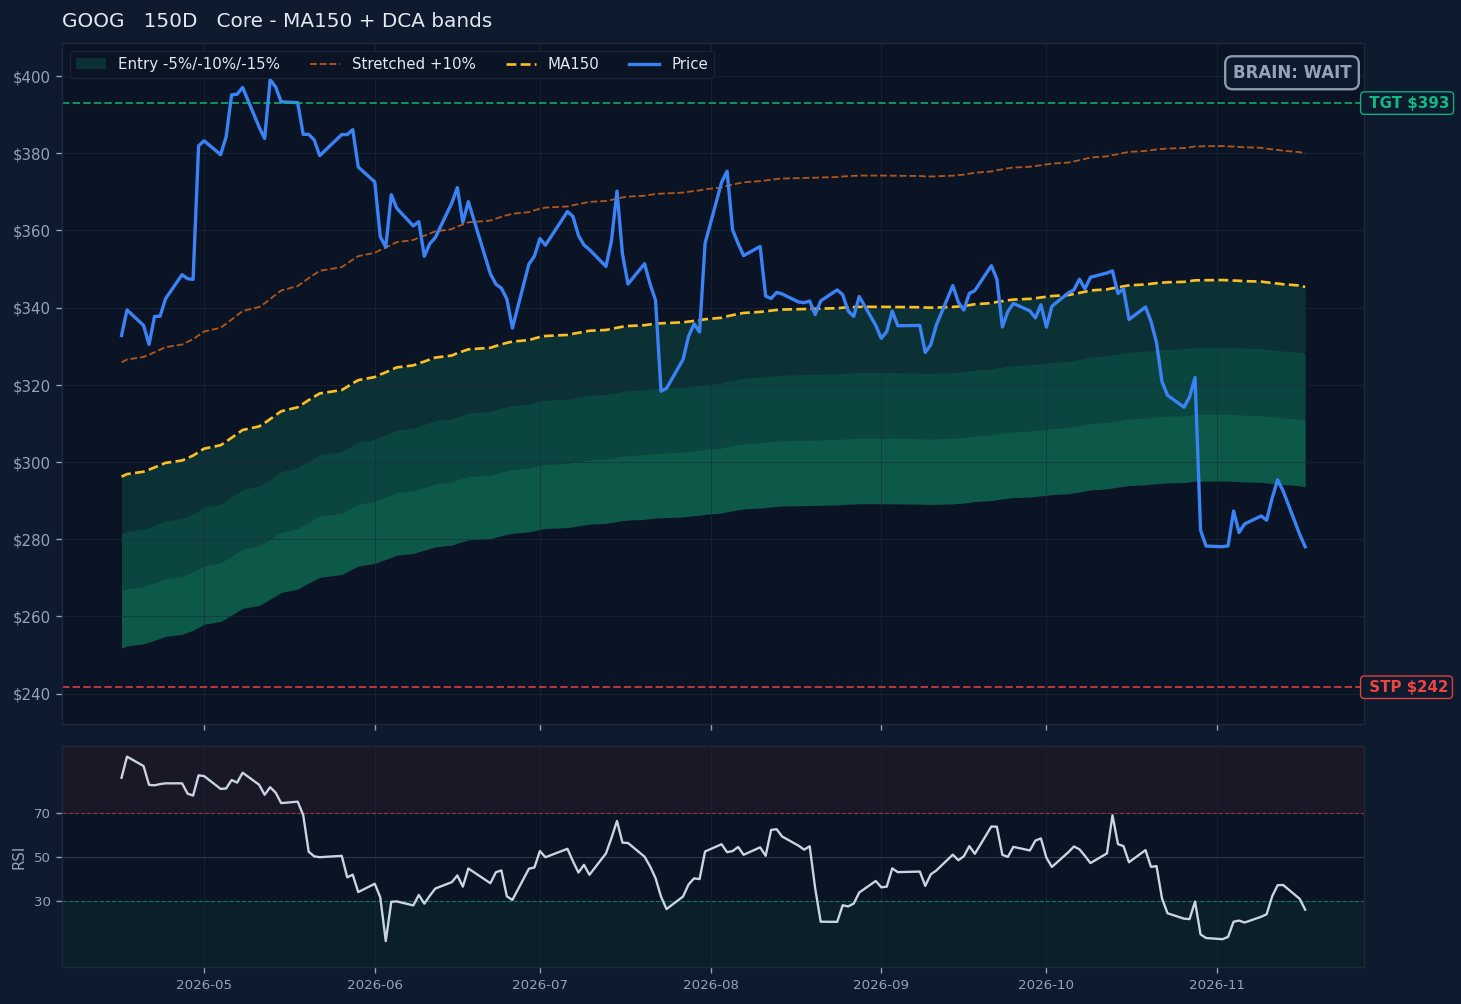 GOOG 150D Core - MA150 + DCA bands
Entry -5%/-10%/-15% Stretched +10% MA150 Price
BRAIN: WAIT
$400
TGT $393
$380
$360
$340
$320
$300
$280
$260
$240
STP $242
70
50
30
RSI
2026-05 2026-06 2026-07 2026-08 2026-09 2026-10 2026-11